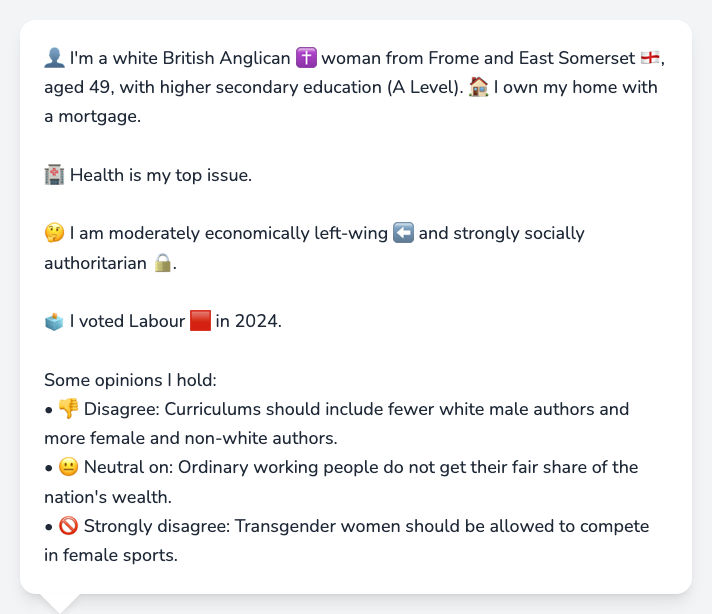 👤 I'm a white British Anglican ✝️ woman from Frome and East Somerset 🏴󠁧󠁢󠁥󠁮󠁧󠁿,
aged 49, with higher secondary education (A Level). 🏠 I own my home with
a mortgage.
🏥 Health is my top issue.
🤔 I am moderately economically left-wing ⬅️ and strongly socially
authoritarian 🔒.
🗳️ I voted Labour 🟥 in 2024.
Some opinions I hold:
• 👎 Disagree: Curriculums should include fewer white male authors and
more female and non-white authors.
• 😐 Neutral on: Ordinary working people do not get their fair share of the
nation's wealth.
• 🚫 Strongly disagree: Transgender women should be allowed to compete
in female sports.